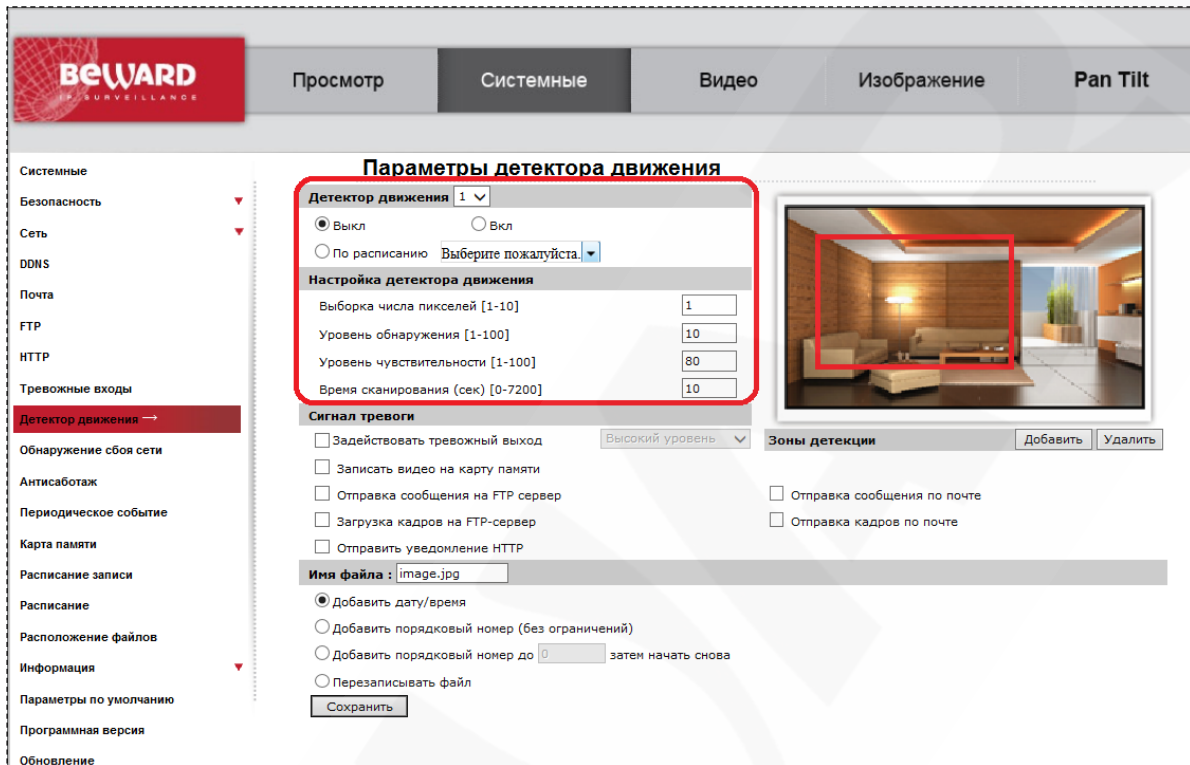 BEWARD
IP SURVEILLANCE
Просмотр
Системные
Видео
Изображение
Pan Tilt
Системные
Безопасность
Сеть
DDNS
Почта
FTP
HTTP
Тревожные входы
Детектор движения →
Обнаружение сбоя сети
Антисаботаж
Периодическое событие
Карта памяти
Расписание записи
Расписание
Расположение файлов
Информация
Параметры по умолчанию
Программная версия
Обновление
Параметры детектора движения
Детектор движения 1
Выкл Вкл
По расписанию Выберите пожалуйста.
Настройка детектора движения
Выборка числа пикселей [1-10] 1
Уровень обнаружения [1-100] 10
Уровень чувствительности [1-100] 80
Время сканирования (сек) [0-7200] 10
Сигнал тревоги
Задействовать тревожный выход Высокий уровень
Записать видео на карту памяти
Отправка сообщения на FTP сервер
Загрузка кадров на FTP-сервер
Отправить уведомление HTTP
Зоны детекции Добавить Удалить
Отправка сообщения по почте
Отправка кадров по почте
Имя файла : image.jpg
Добавить дату/время
Добавить порядковый номер (без ограничений)
Добавить порядковый номер до 0 затем начать снова
Перезаписывать файл
Сохранить